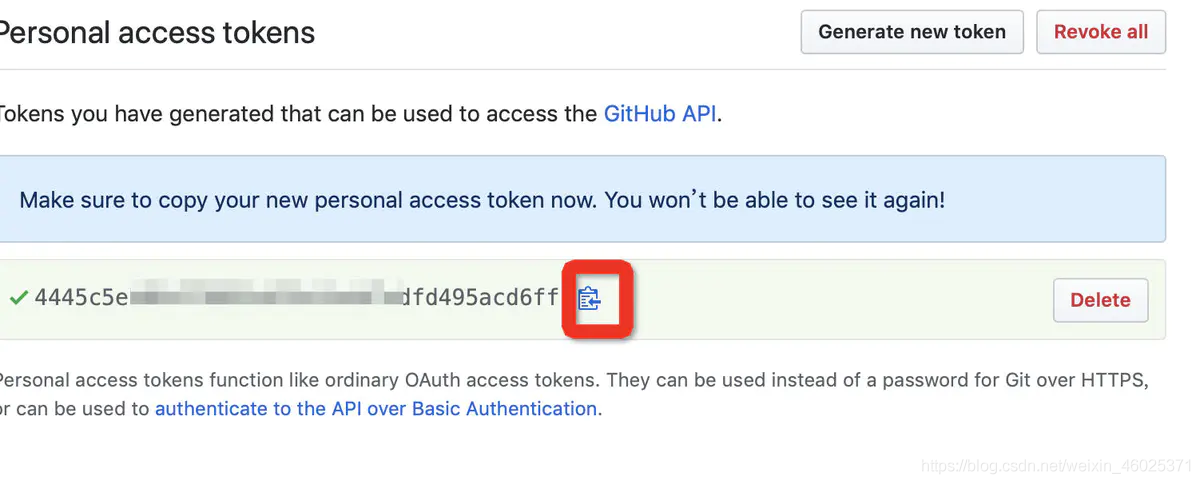 Personal access tokens
Generate new token
Revoke all
Tokens you have generated that can be used to access the GitHub API.
Make sure to copy your new personal access token now. You won’t be able to see it again!
4445c5e dfd495acd6ff
Delete
Personal access tokens function like ordinary OAuth access tokens. They can be used instead of a password for Git over HTTPS,
or can be used to authenticate to the API over Basic Authentication.
https://blog.csdn.net/weixin_46025371